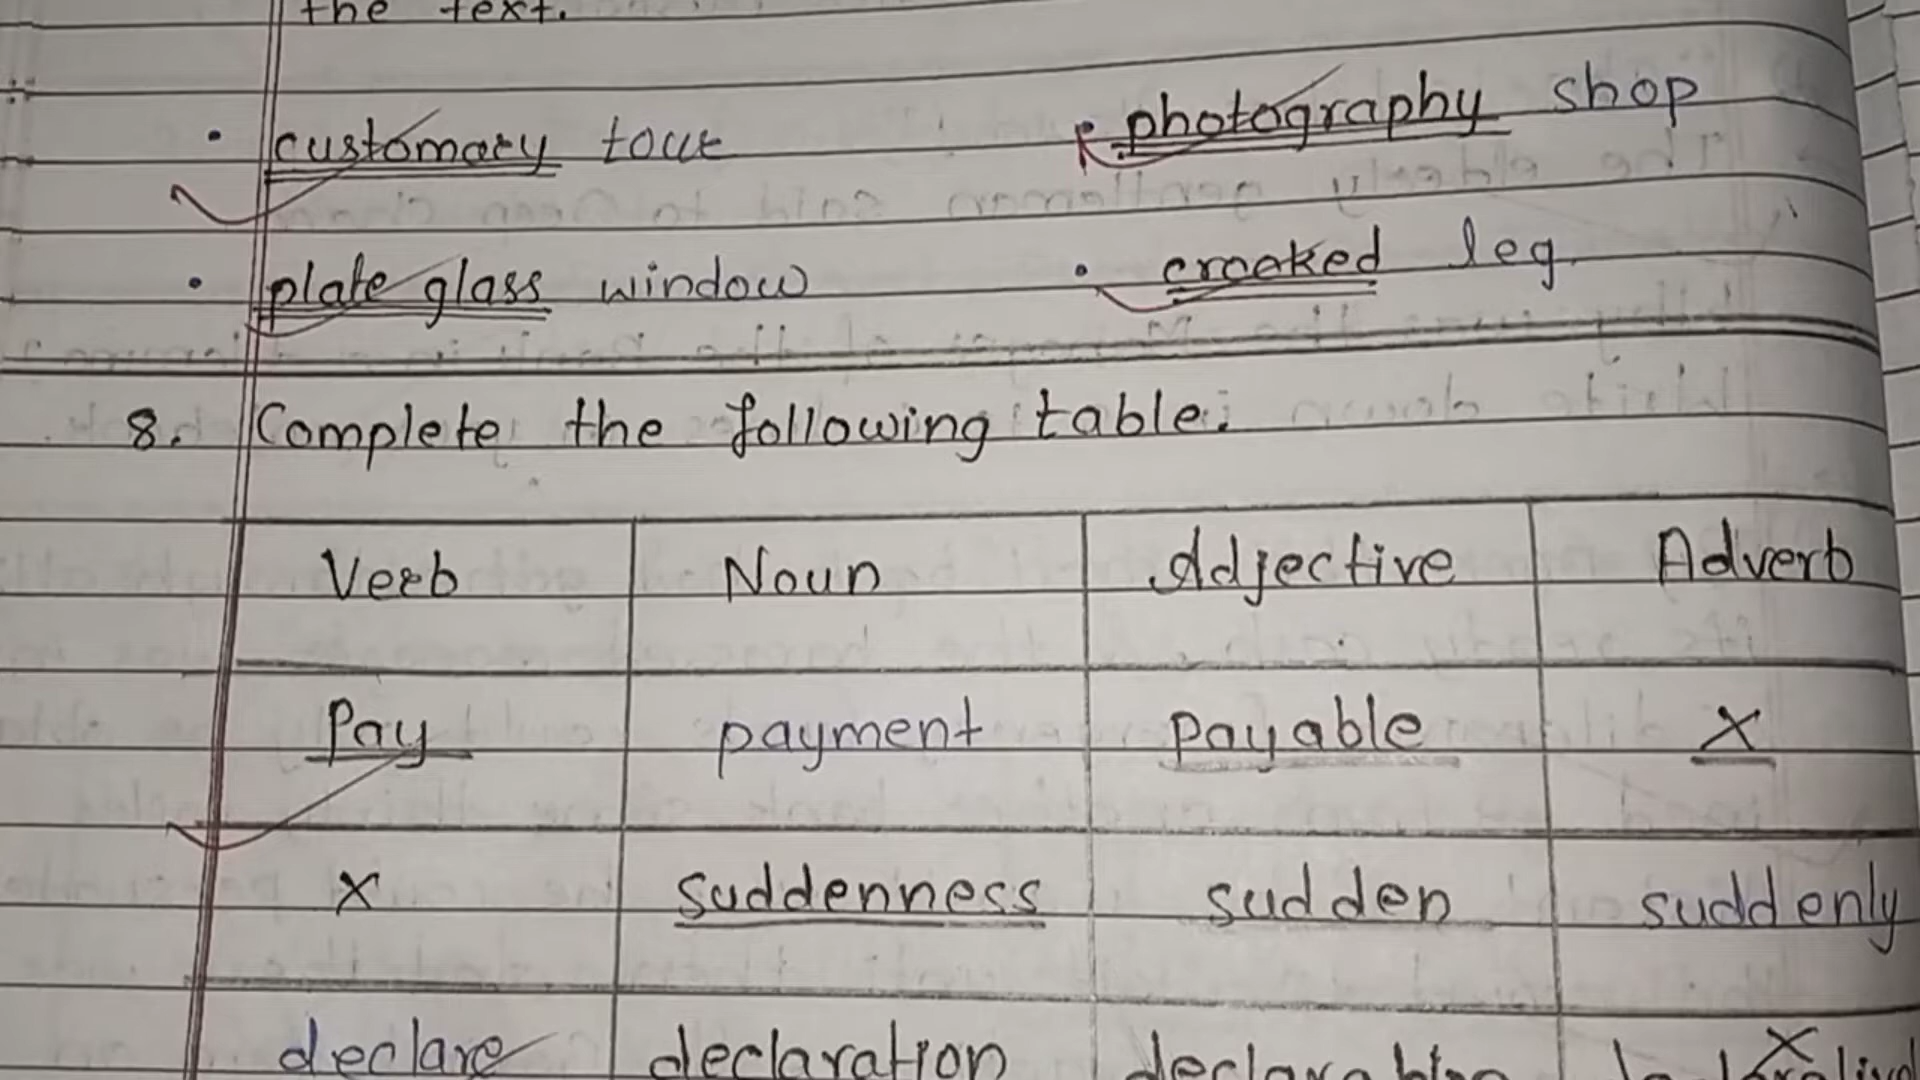 the text.
• customary tour • photography shop
• plate glass window • crooked leg.
8. Complete the following table.
Verb Noun Adjective Adverb
Pay payment Payable X
X suddenness sudden suddenly
declare declaration
X